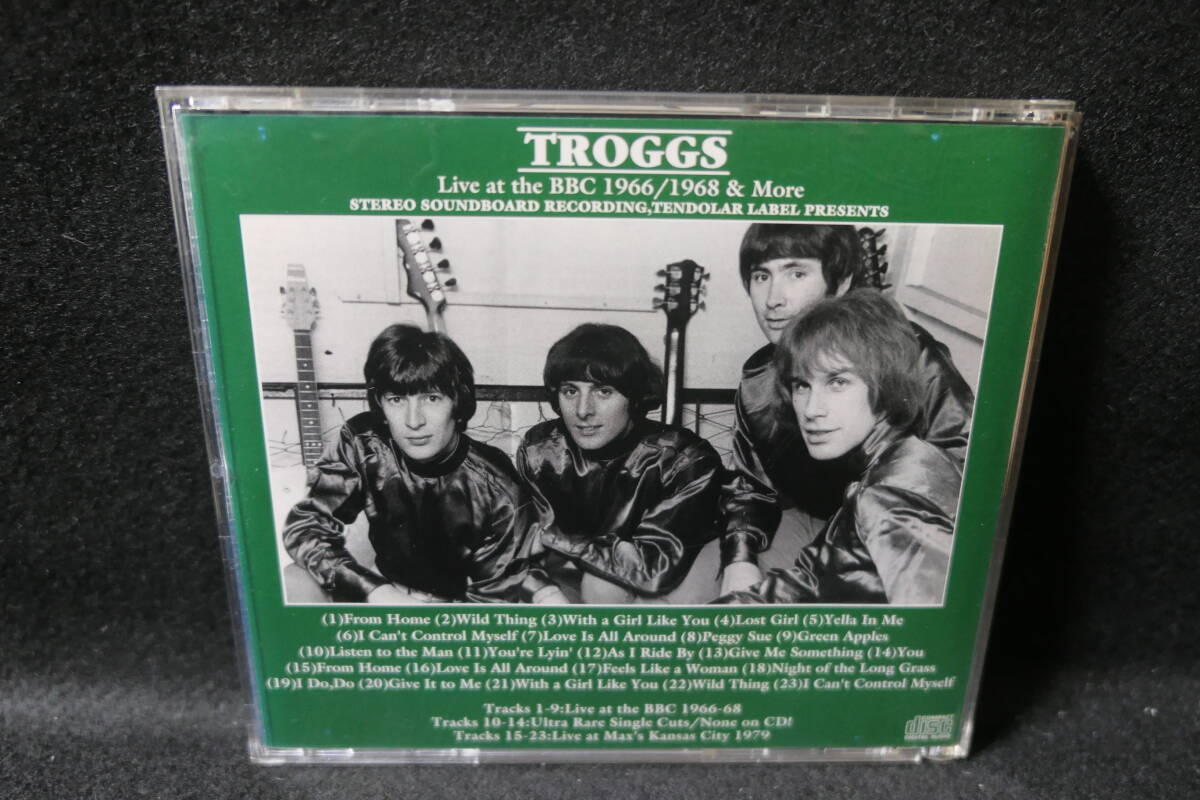 TROGGS
Live at the BBC 1966/1968 & More
STEREO SOUNDBOARD RECORDING,TENDOLAR LABEL PRESENTS
(1)From Home (2)Wild Thing (3)With a Girl Like You (4)Lost Girl (5)Yella In Me
(6)I Can't Control Myself (7)Love Is All Around (8)Peggy Sue (9)Green Apples
(10)Listen to the Man (11)You're Lyin' (12)As I Ride By (13)Give Me Something (14)You
(15)From Home (16)Love Is All Around (17)Feels Like a Woman (18)Night of the Long Grass
(19)I Do,Do (20)Give It to Me (21)With a Girl Like You (22)Wild Thing (23)I Can't Control Myself
Tracks 1-9:Live at the BBC 1966-68
Tracks 10-14:Ultra Rare Single Cuts/None on CD!
Tracks 15-23:Live at Max's Kansas City 1979
COMPACT
disc
DIGITAL AUDIO